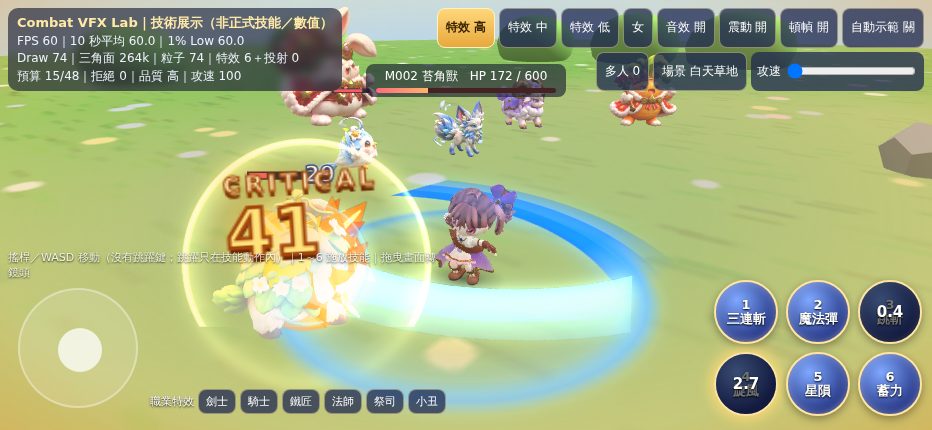 Combat VFX Lab｜技術展示（非正式技能／數值）
FPS 60｜10 秒平均 60.0｜1% Low 60.0
Draw 74｜三角面 264k｜粒子 74｜特效 6＋投射 0
預算 15/48｜拒絕 0｜品質 高｜攻速 100
特效 高
特效 中
特效 低
女
音效 開
震動 開
頓幀 開
自動示範 關
多人 0
場景 白天草地
攻速
M002 苔角獸 HP 172 / 600
CRITICAL
41
搖桿／WASD 移動（沒有跳躍鍵；跳躍只在技能動作內）｜1～6 施放技能｜拖曳畫面轉
鏡頭
1
三連斬
2
魔法彈
0.4
2.7
5
星隕
6
蓄力
職業特效
劍士
騎士
鐵匠
法師
祭司
小丑